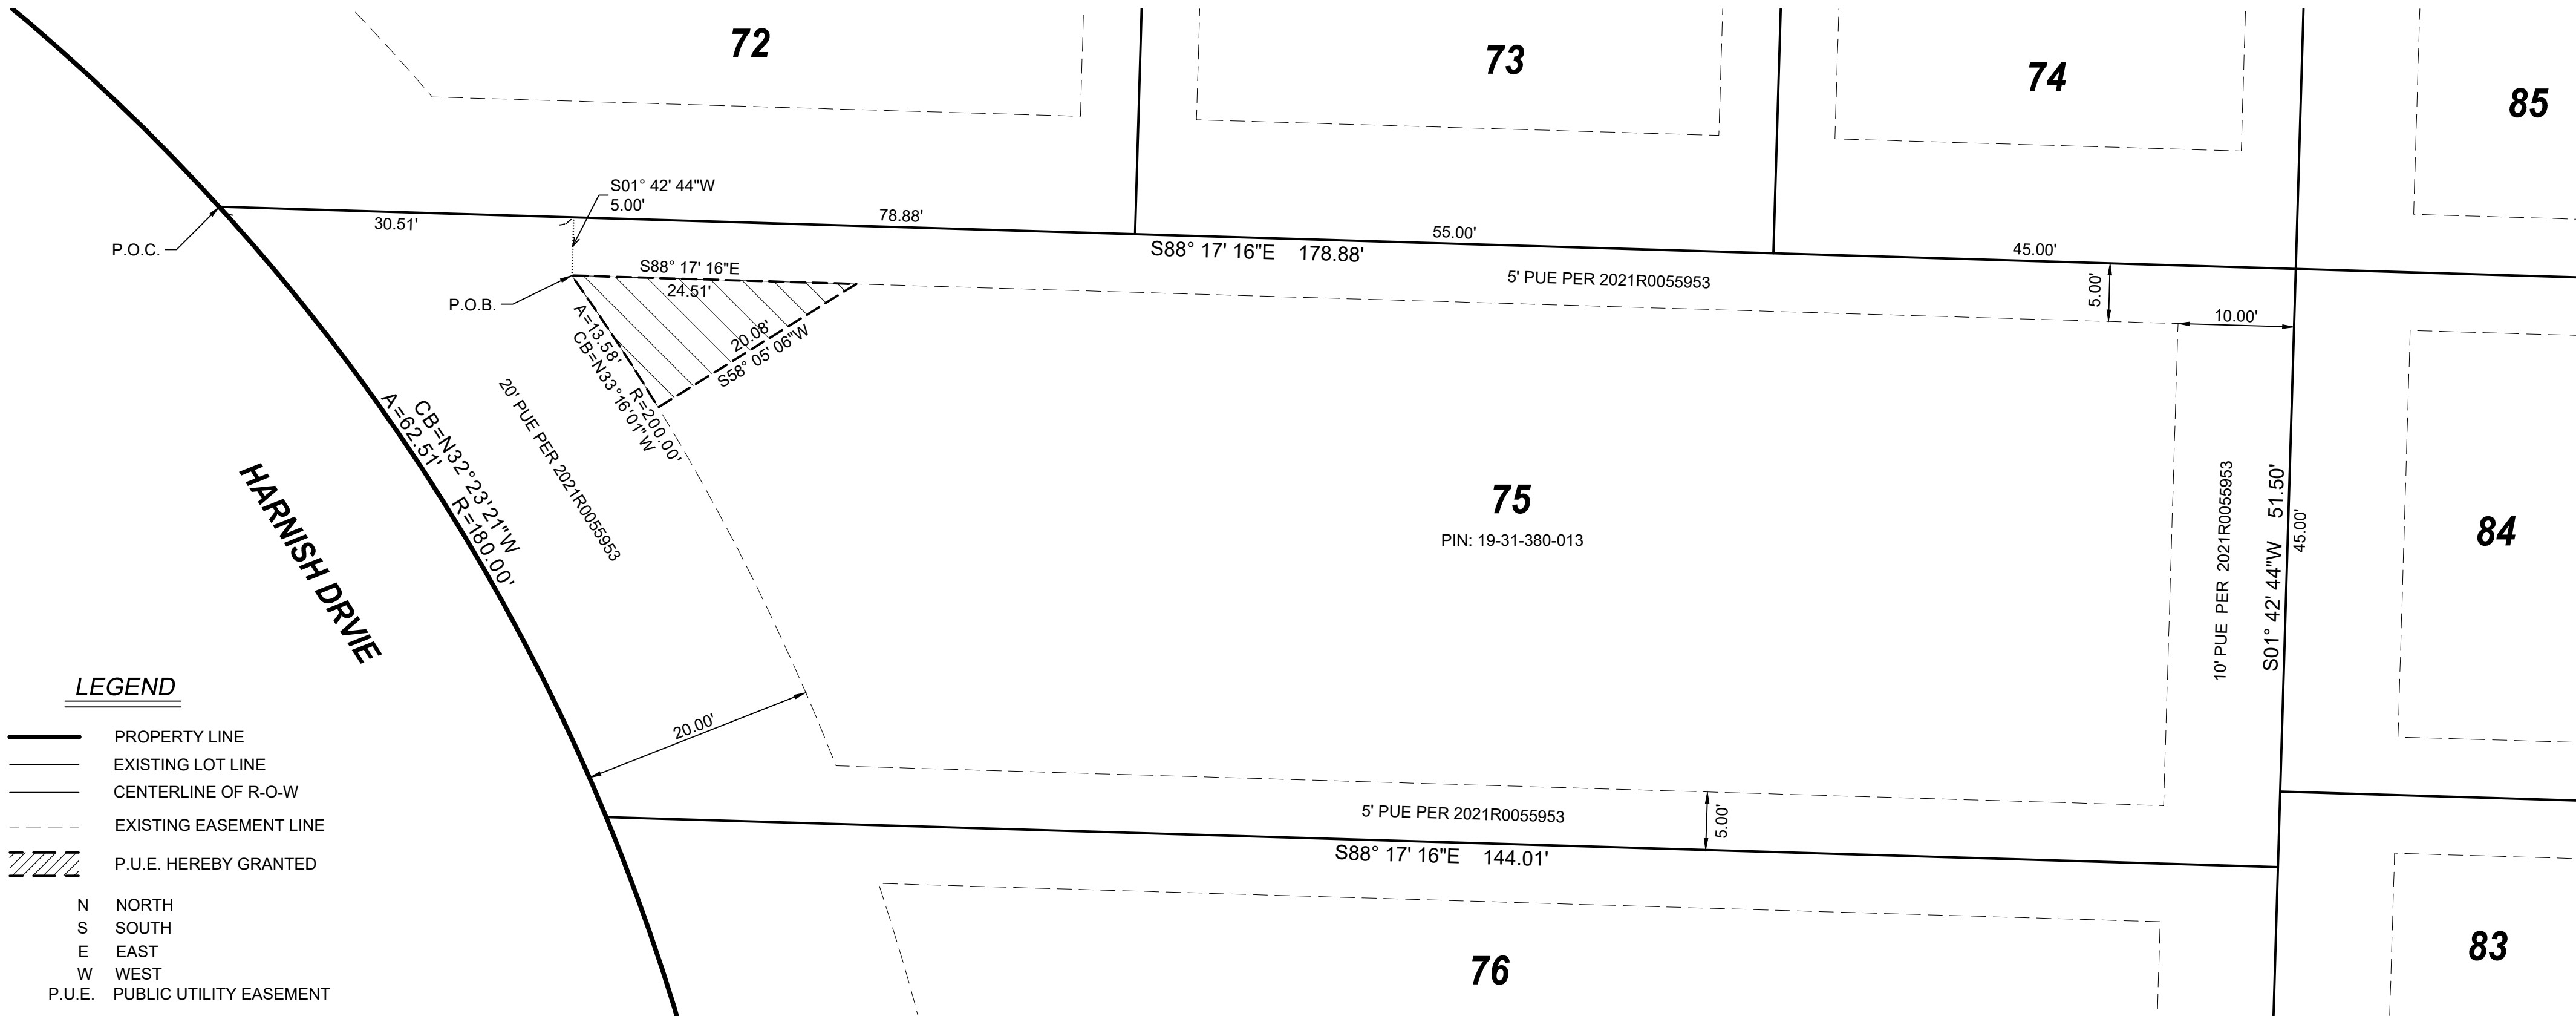 72
73
74
85
S01° 42' 44"W
5.00'
P.O.C.
30.51'
78.88'
S88° 17' 16"E 178.88'
55.00'
45.00'
5' PUE PER 2021R0055953
5.00'
10.00'
P.O.B.
S88° 17' 16"E
24.51'
20.08'
S58° 05' 06"W
A=13.58'
R=200.00'
CB=N33°16'01"W
20' PUE PER 2021R0055953
CB=N32°23'21"W
A=62.51'
R=180.00'
HARNISH DRVIE
75
PIN: 19-31-380-013
10' PUE PER 2021R0055953
S01° 42' 44"W 51.50'
45.00'
84
20.00'
5' PUE PER 2021R0055953
5.00'
S88° 17' 16"E 144.01'
76
83
LEGEND
PROPERTY LINE
EXISTING LOT LINE
CENTERLINE OF R-O-W
EXISTING EASEMENT LINE
P.U.E. HEREBY GRANTED
N NORTH
S SOUTH
E EAST
W WEST
P.U.E. PUBLIC UTILITY EASEMENT